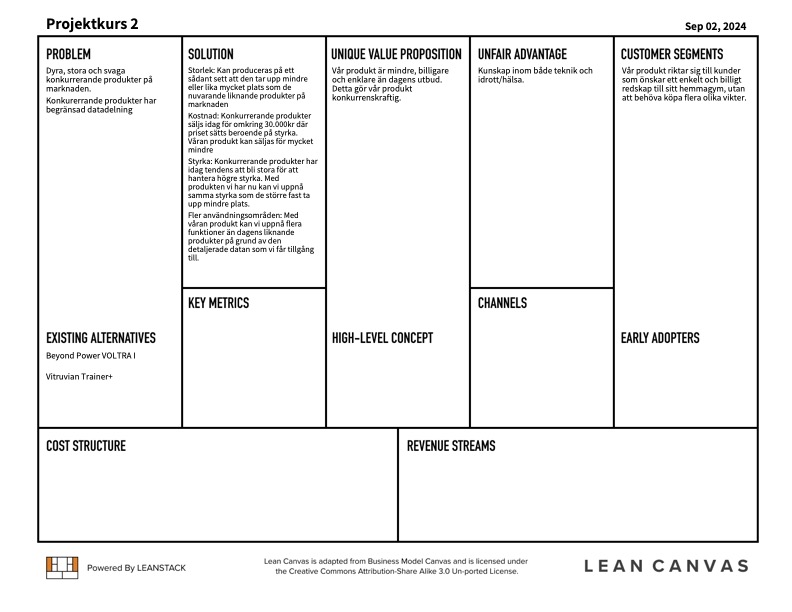 Projektkurs 2
Sep 02, 2024
PROBLEM
Dyra, stora och svaga
konkurrerande produkter på
marknaden.
Konkurerrande produkter har
begränsad datadelning
EXISTING ALTERNATIVES
Beyond Power VOLTRA I
Vitruvian Trainer+
SOLUTION
Storlek: Kan produceras på ett
sådant sett att den tar upp mindre
eller lika mycket plats som de
nuvarande liknande produkter på
marknaden
Kostnad: Konkurrerande produkter
säljs idag för omkring 30.000kr där
priset sätts beroende på styrka.
Våran produkt kan säljas för mycket
mindre
Styrka: Konkurrerande produkter har
idag tendens att bli stora för att
hantera högre styrka. Med
produkten vi har nu kan vi uppnå
samma styrka som de större fast ta
upp mindre plats.
Fler användningsområden: Med
våran produkt kan vi uppnå flera
funktioner än dagens liknande
produkter på grund av den
detaljerade datan som vi får tillgång
till.
KEY METRICS
UNIQUE VALUE PROPOSITION
Vår produkt är mindre, billigare
och enklare än dagens utbud.
Detta gör vår produkt
konkurrenskraftig.
HIGH-LEVEL CONCEPT
UNFAIR ADVANTAGE
Kunskap inom både teknik och
idrott/hälsa.
CHANNELS
CUSTOMER SEGMENTS
Vår produkt riktar sig till kunder
som önskar ett enkelt och billigt
redskap till sitt hemmagym, utan
att behöva köpa flera olika vikter.
EARLY ADOPTERS
COST STRUCTURE
REVENUE STREAMS
Powered By LEANSTACK
Lean Canvas is adapted from Business Model Canvas and is licensed under
the Creative Commons Attribution-Share Alike 3.0 Un-ported License.
LEAN CANVAS